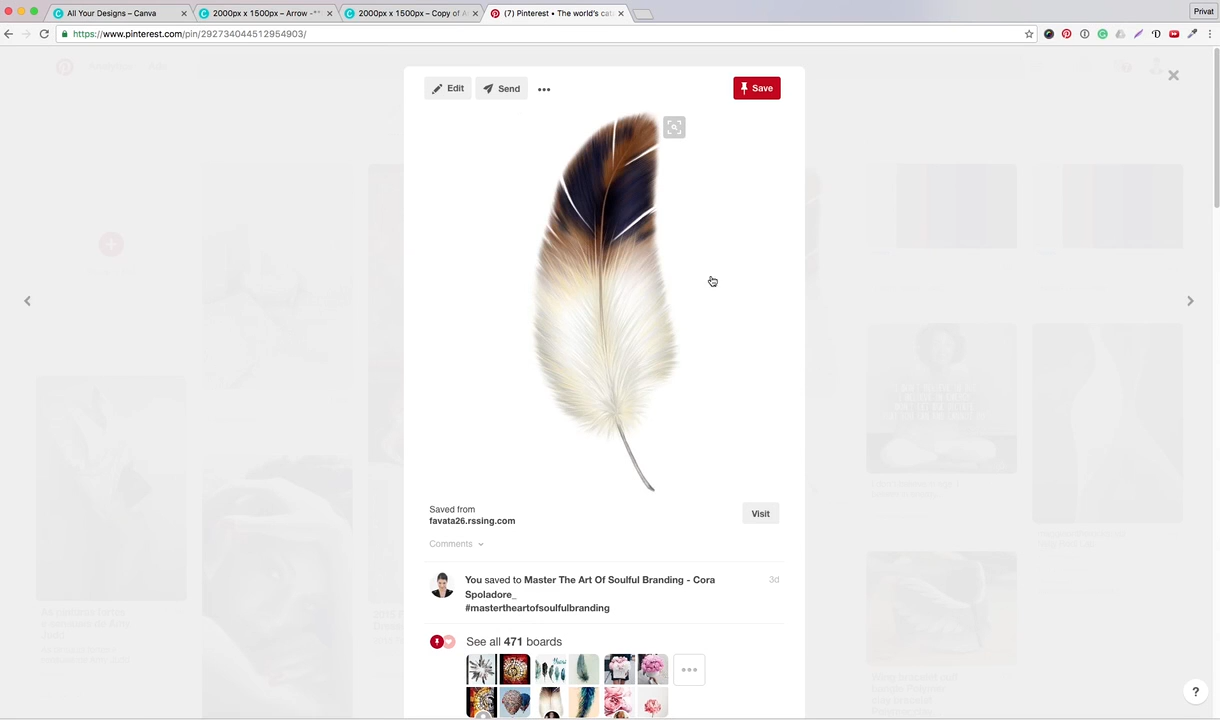 All Your Designs – Canva
2000px x 1500px – Arrow -
2000px x 1500px – Copy of A
(7) Pinterest • The world's cat
Privat
https://www.pinterest.com/pin/292734044512954903/
Edit
Send
Save
Saved from
favata26.rssing.com
Visit
Comments
You saved to Master The Art Of Soulful Branding - Cora
Spoladore_
#mastertheartofsoulfulbranding
3d
See all 471 boards
?